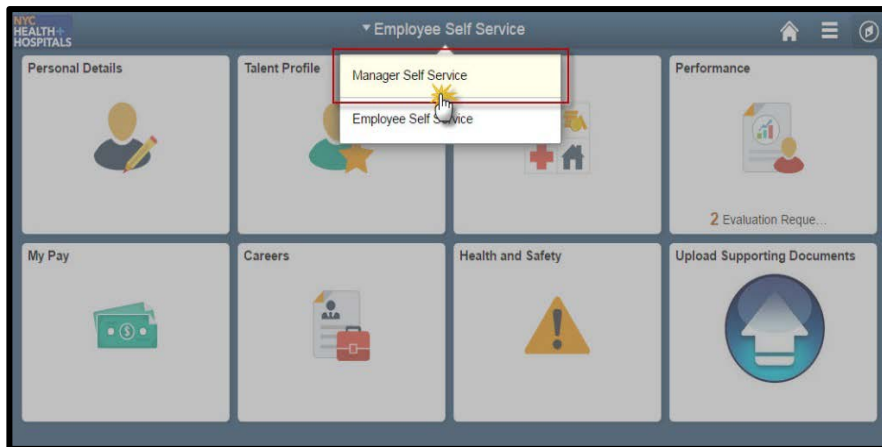 NYC
HEALTH+
HOSPITALS
Employee Self Service
Personal Details
Talent Profile
Manager Self Service
Employee Self Service
Performance
2 Evaluation Reque...
My Pay
Careers
Health and Safety
Upload Supporting Documents